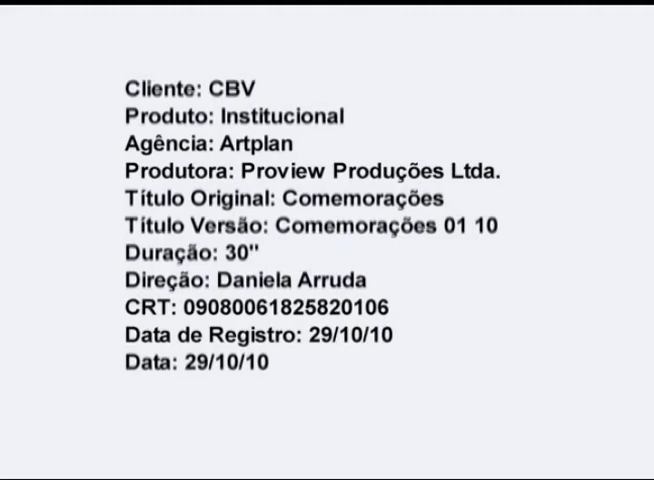 Cliente: CBV
Produto: Institucional
Agência: Artplan
Produtora: Proview Produções Ltda.
Título Original: Comemorações
Título Versão: Comemorações 01 10
Duração: 30"
Direção: Daniela Arruda
CRT: 09080061825820106
Data de Registro: 29/10/10
Data: 29/10/10